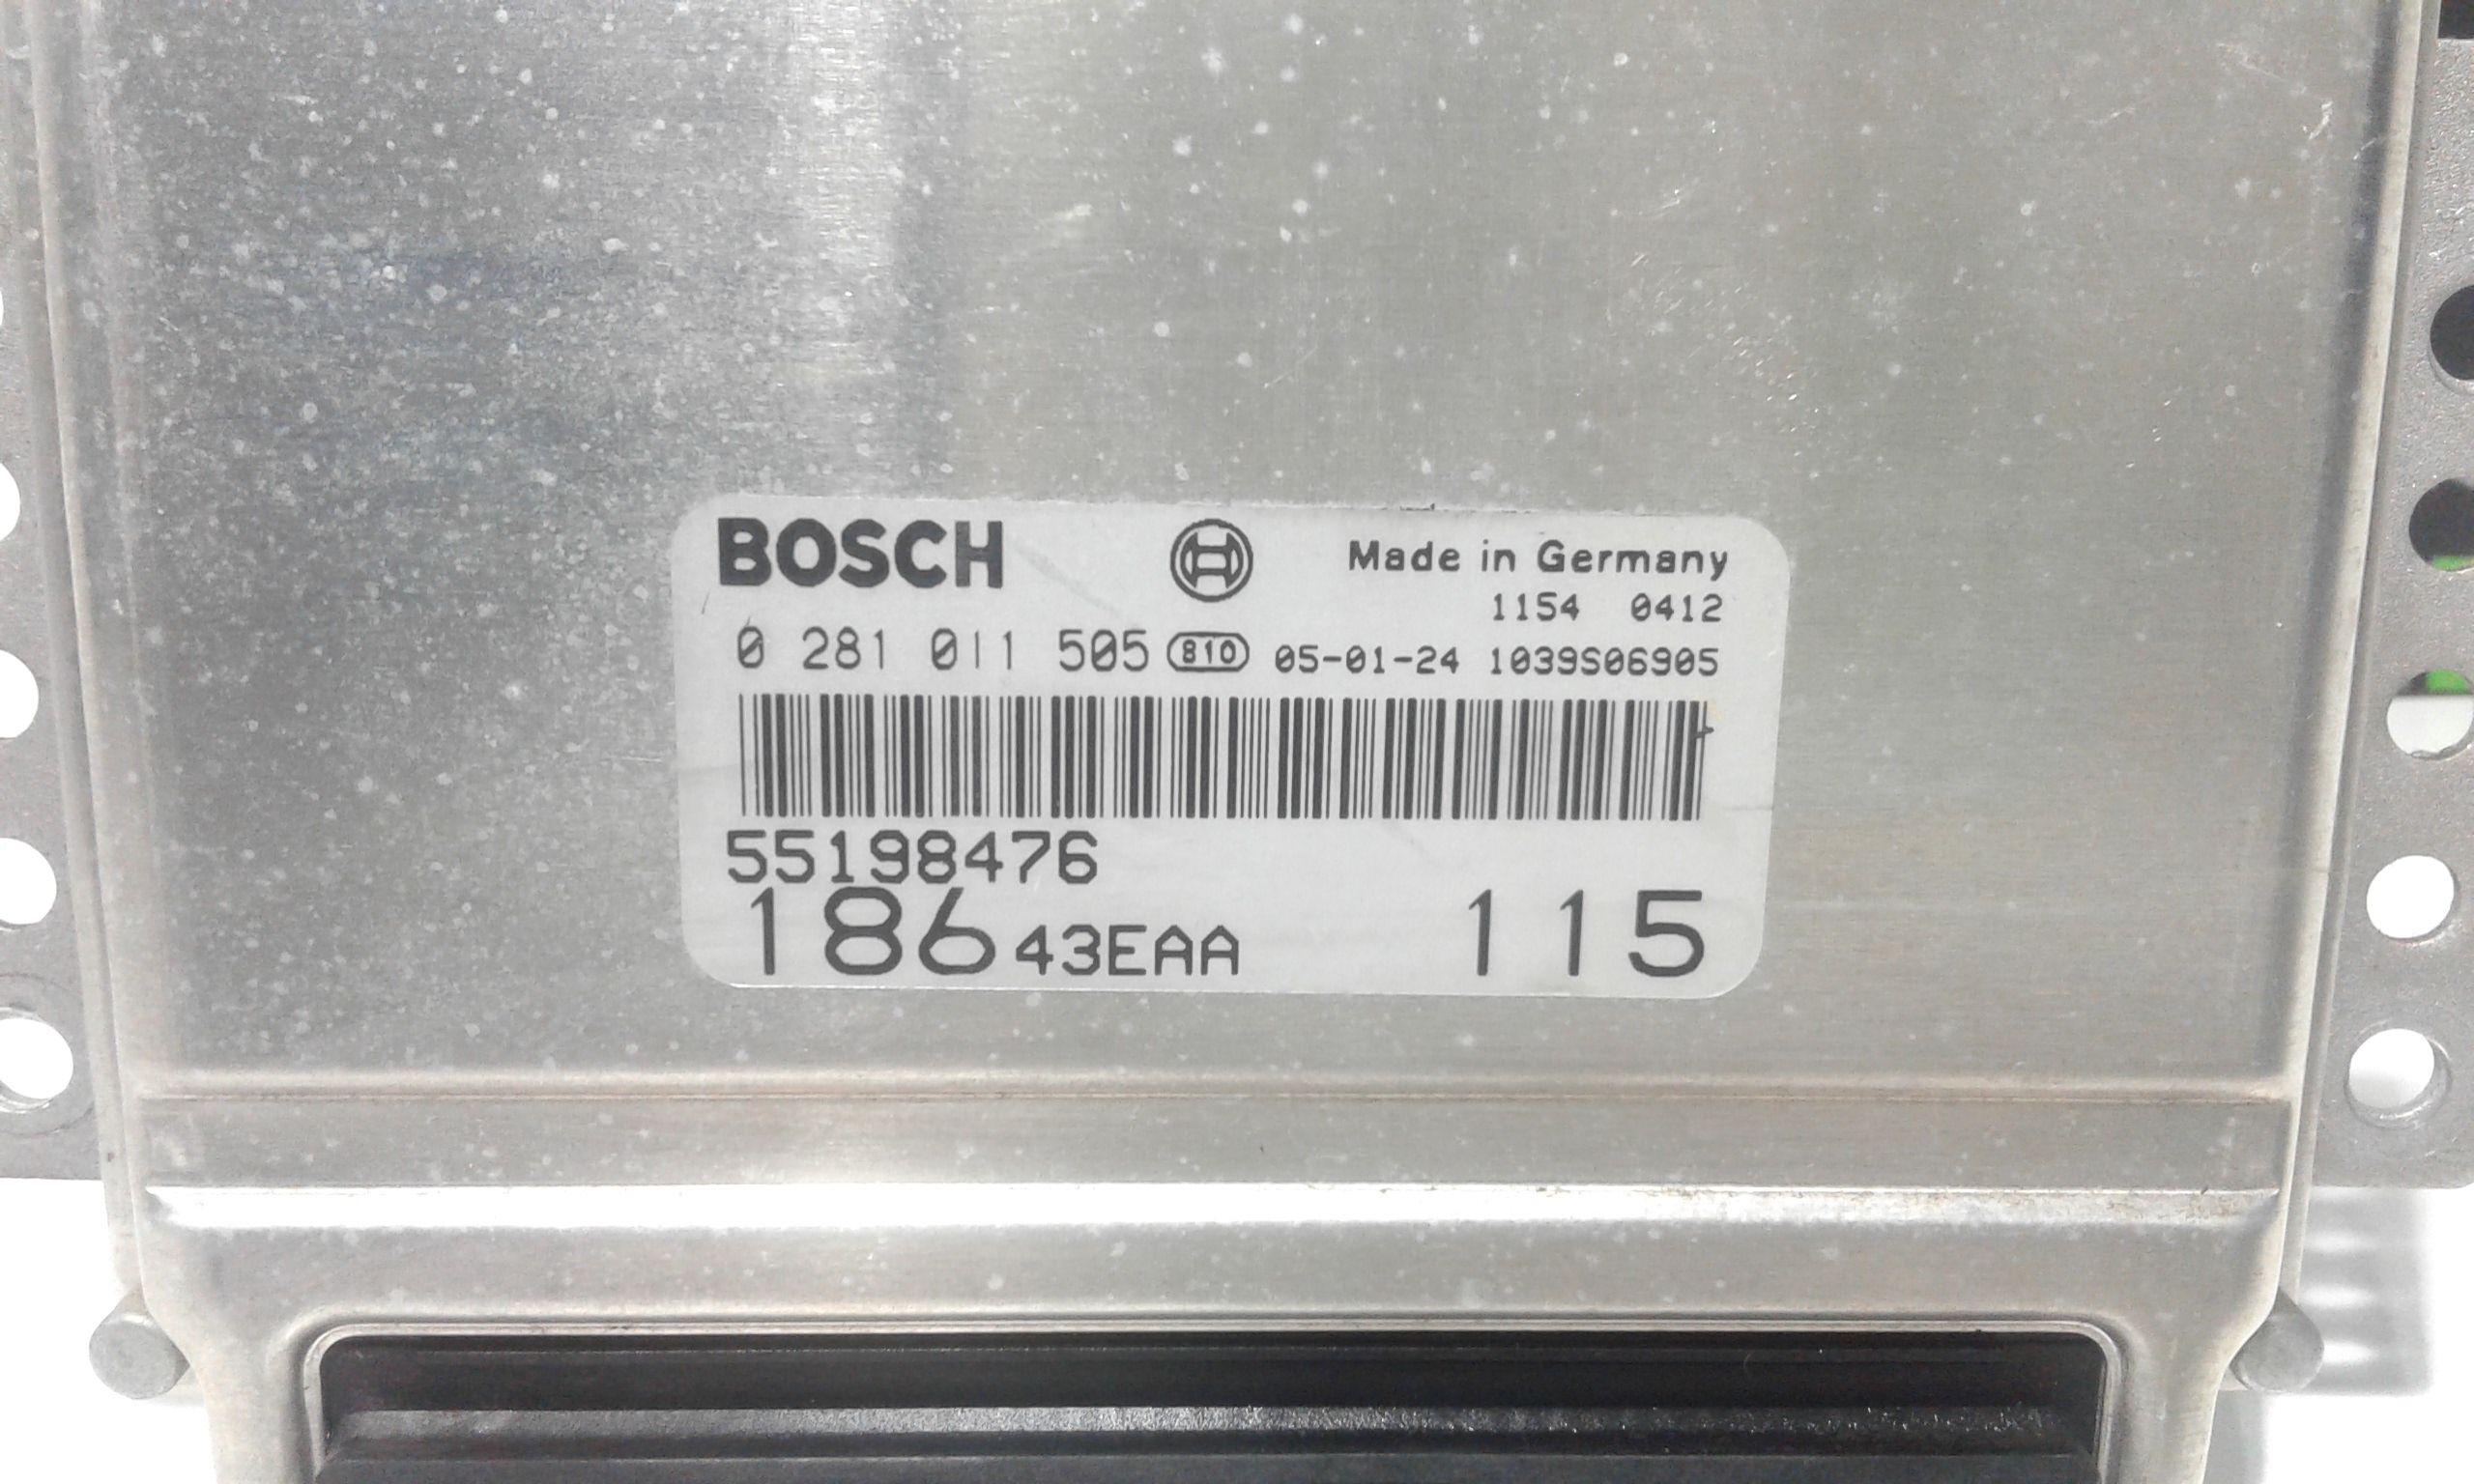 BOSCH Made in Germany
1154 0412
0 281 011 505 810 05-01-24 1039S06905
55198476
186 43EAA 115